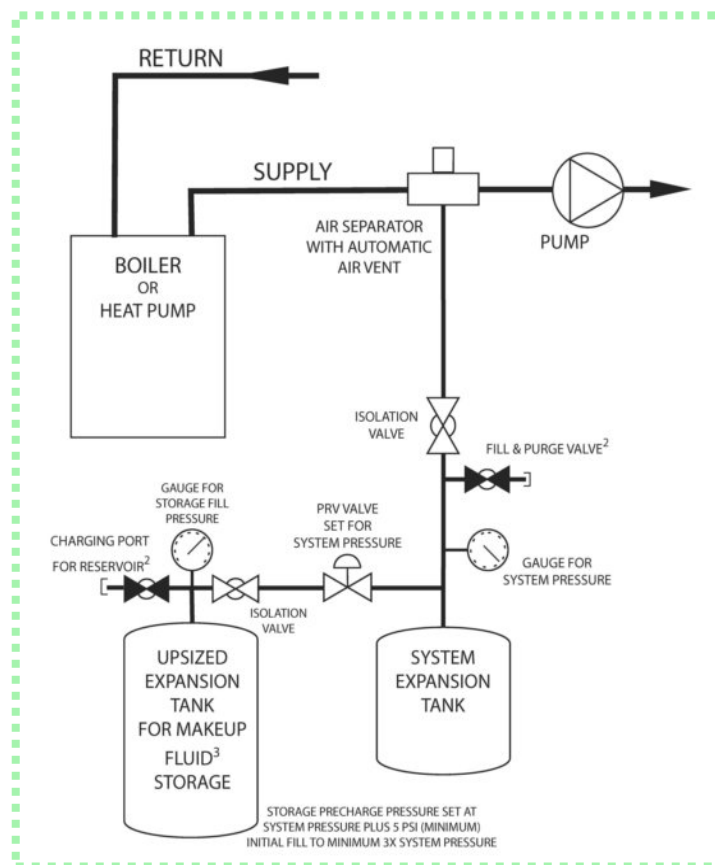 RETURN
SUPPLY
AIR SEPARATOR
WITH AUTOMATIC
AIR VENT
PUMP
BOILER
OR
HEAT PUMP
ISOLATION
VALVE
FILL & PURGE VALVE²
GAUGE FOR
STORAGE FILL
PRESSURE
PRV VALVE
SET FOR
SYSTEM PRESSURE
CHARGING PORT
FOR RESERVOIR²
GAUGE FOR
SYSTEM PRESSURE
ISOLATION
VALVE
UPSIZED
EXPANSION
TANK
FOR MAKEUP
FLUID³
STORAGE
SYSTEM
EXPANSION
TANK
STORAGE PRECHARGE PRESSURE SET AT
SYSTEM PRESSURE PLUS 5 PSI (MINIMUM)
INITIAL FILL TO MINIMUM 3X SYSTEM PRESSURE